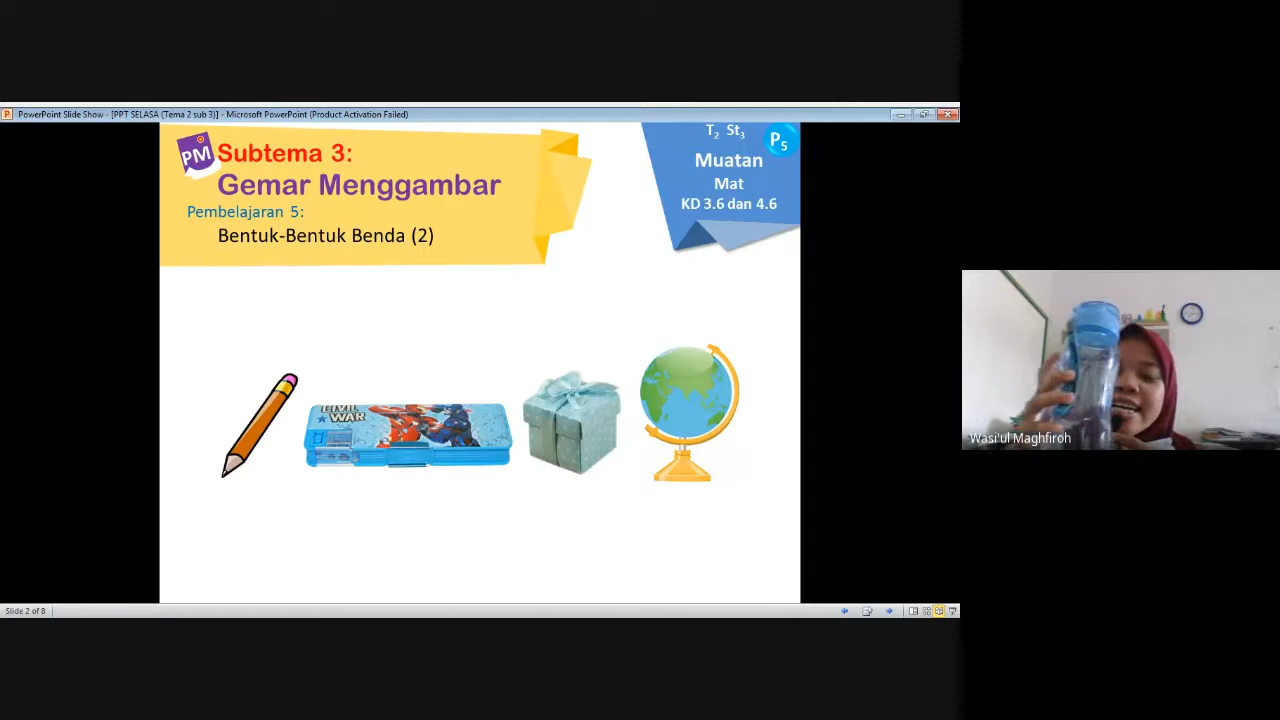 PowerPoint Slide Show - [PPT SELASA (Tema 2 sub 3)] - Microsoft PowerPoint (Product Activation Failed)
PM
Subtema 3:
Gemar Menggambar
Pembelajaran 5:
Bentuk-Bentuk Benda (2)
T2 St3
P5
Muatan
Mat
KD 3.6 dan 4.6
CIVIL
WAR
Wasi'ul Maghfiroh
Slide 2 of 8